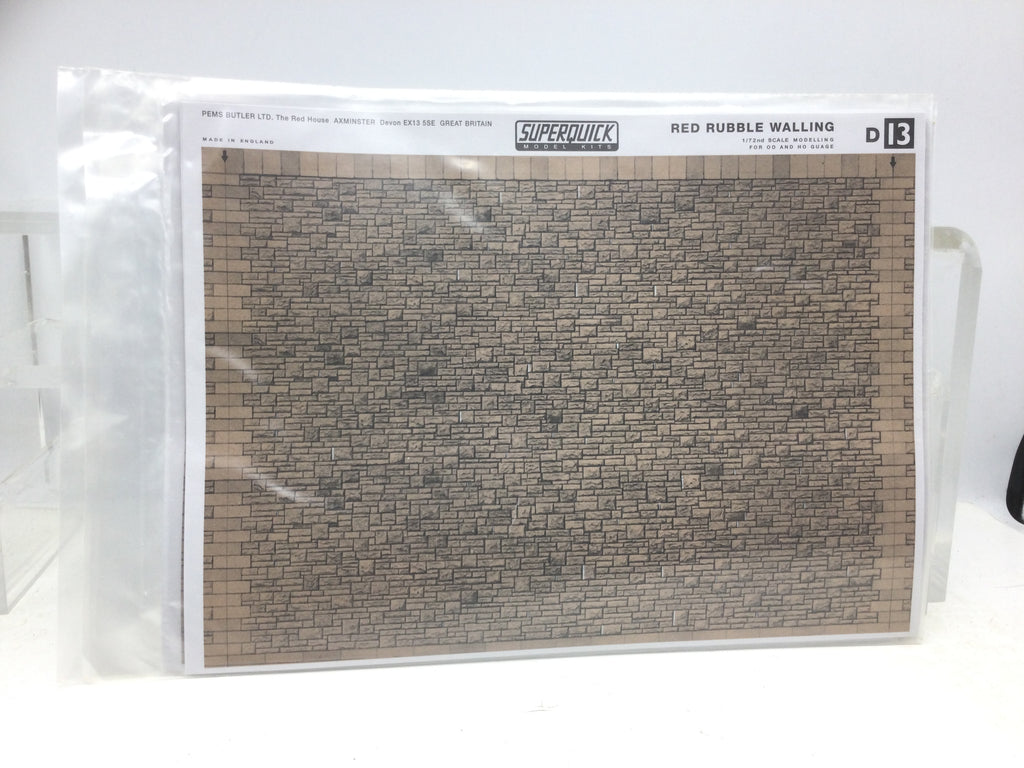 PEMS BUTLER LTD. The Red House AXMINSTER Devon EX13 5SE GREAT BRITAIN
MADE IN ENGLAND
SUPERQUICK
MODEL KITS
RED RUBBLE WALLING
1/72nd SCALE MODELLING
FOR OO AND HO GUAGE
D 13